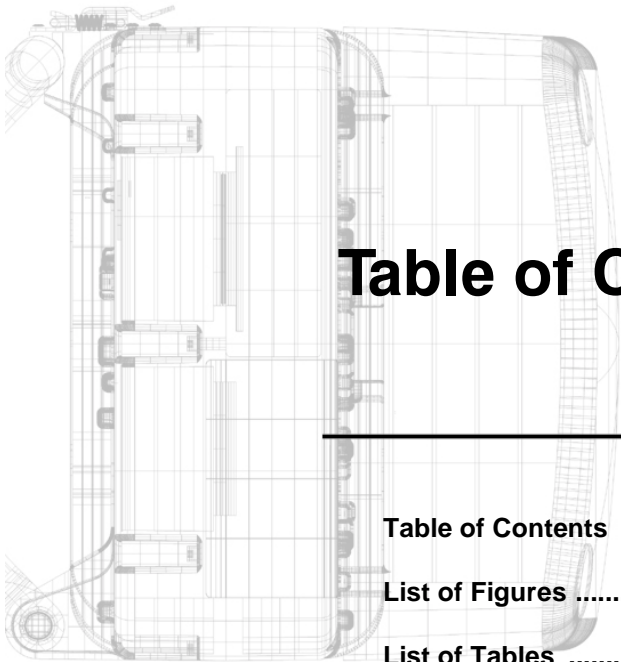 Table of C
Table of Contents
List of Figures ......
List of Tables .......